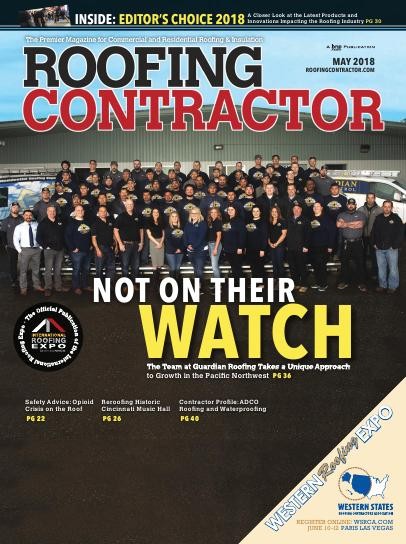 INSIDE: EDITOR'S CHOICE 2018
A Closer Look at the Latest Products and
Innovations Impacting the Roofing Industry PG 30
The Premier Magazine for Commercial and Residential Roofing & Insulation
A bnp PUBLICATION
ROOFING
CONTRACTOR
MAY 2018
ROOFINGCONTRACTOR.COM
NOT ON THEIR
WATCH
The Team at Guardian Roofing Takes a Unique Approach
to Growth in the Pacific Northwest PG 36
The Official Publication of the International Roofing Expo
INTERNATIONAL
ROOFING
EXPO
Safety Advice: Opioid
Crisis on the Roof
PG 22
Reroofing Historic
Cincinnati Music Hall
PG 26
Contractor Profile: ADCO
Roofing and Waterproofing
PG 40
WESTERN Roofing EXPO
WESTERN STATES
ROOFING CONTRACTORS ASSOCIATION
REGISTER ONLINE! WSRCA.COM
JUNE 10-12 PARIS LAS VEGAS